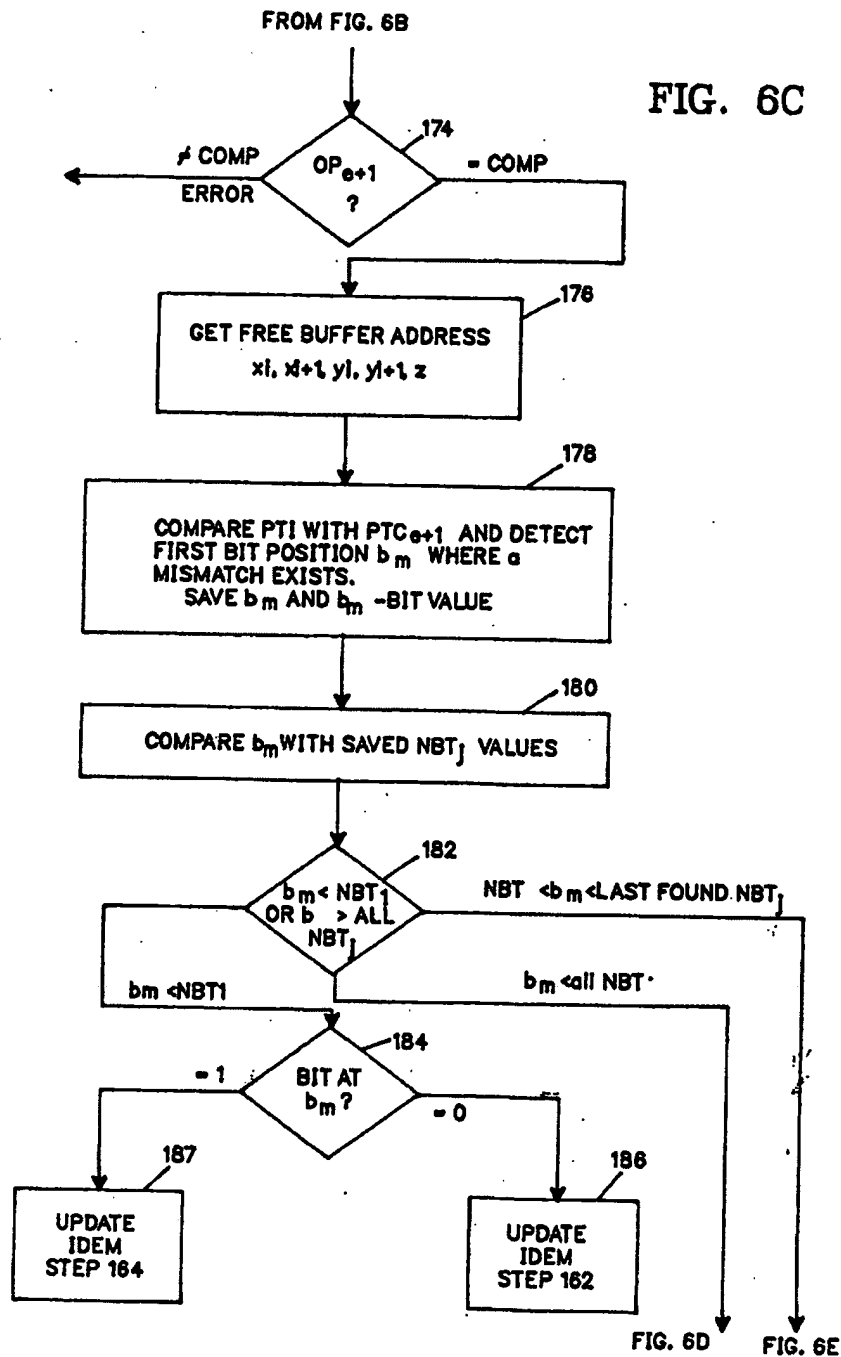 FROM FIG. 6B
FIG. 6C
174
≠ COMP
ERROR
OPe+1
?
= COMP
176
GET FREE BUFFER ADDRESS
xi, xi+1, yi, yi+1, z
178
COMPARE PTI WITH PTCe+1 AND DETECT
FIRST BIT POSITION bm WHERE a
MISMATCH EXISTS.
SAVE bm AND bm -BIT VALUE
180
COMPARE bm WITH SAVED NBTj VALUES
182
bm < NBT1
OR b > ALL
NBTj
NBT <bm<LAST FOUND NBTj
bm <NBT1
bm <all NBT
184
BIT AT
bm ?
= 1
= 0
187
UPDATE
IDEM
STEP 164
186
UPDATE
IDEM
STEP 162
FIG. 6D
FIG. 6E